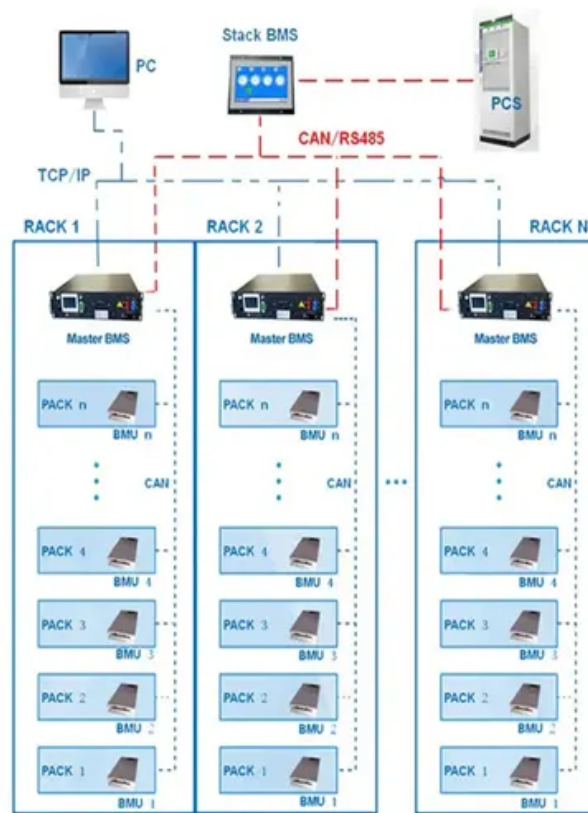 Stack BMS
PC
PCS
CAN/RS485
TCP/IP
RACK 1
RACK 2
RACK N
Master BMS
Master BMS
Master BMS
PACK n
BMU n
PACK n
BMU n
PACK n
BMU n
CAN
CAN
CAN
PACK 4
BMU 4
PACK 4
BMU 4
PACK 4
BMU 4
PACK 3
BMU 3
PACK 3
BMU 3
PACK 3
BMU 3
PACK 2
BMU 2
PACK 2
BMU 2
PACK 2
BMU 2
PACK 1
BMU 1
PACK 1
BMU 1
PACK 1
BMU 1